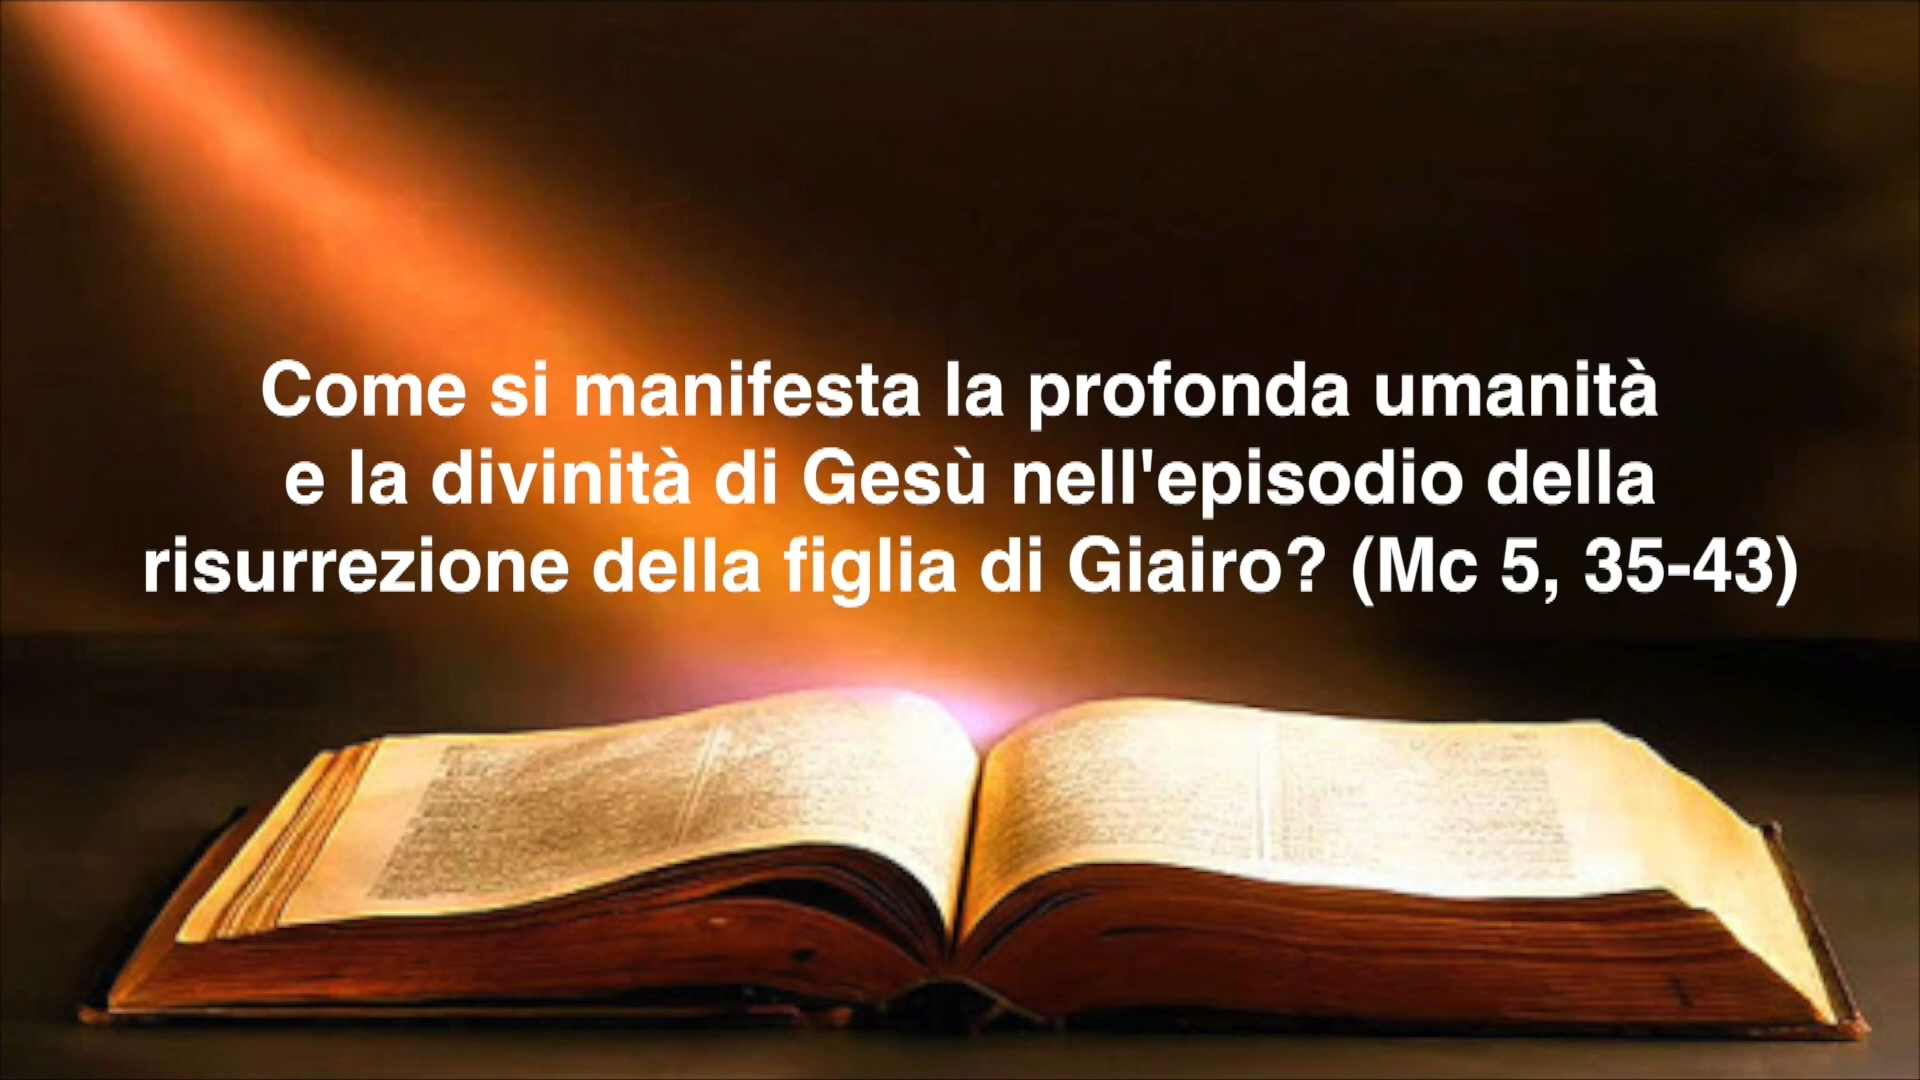 Come si manifesta la profonda umanità
e la divinità di Gesù nell'episodio della
risurrezione della figlia di Giairo? (Mc 5, 35-43)